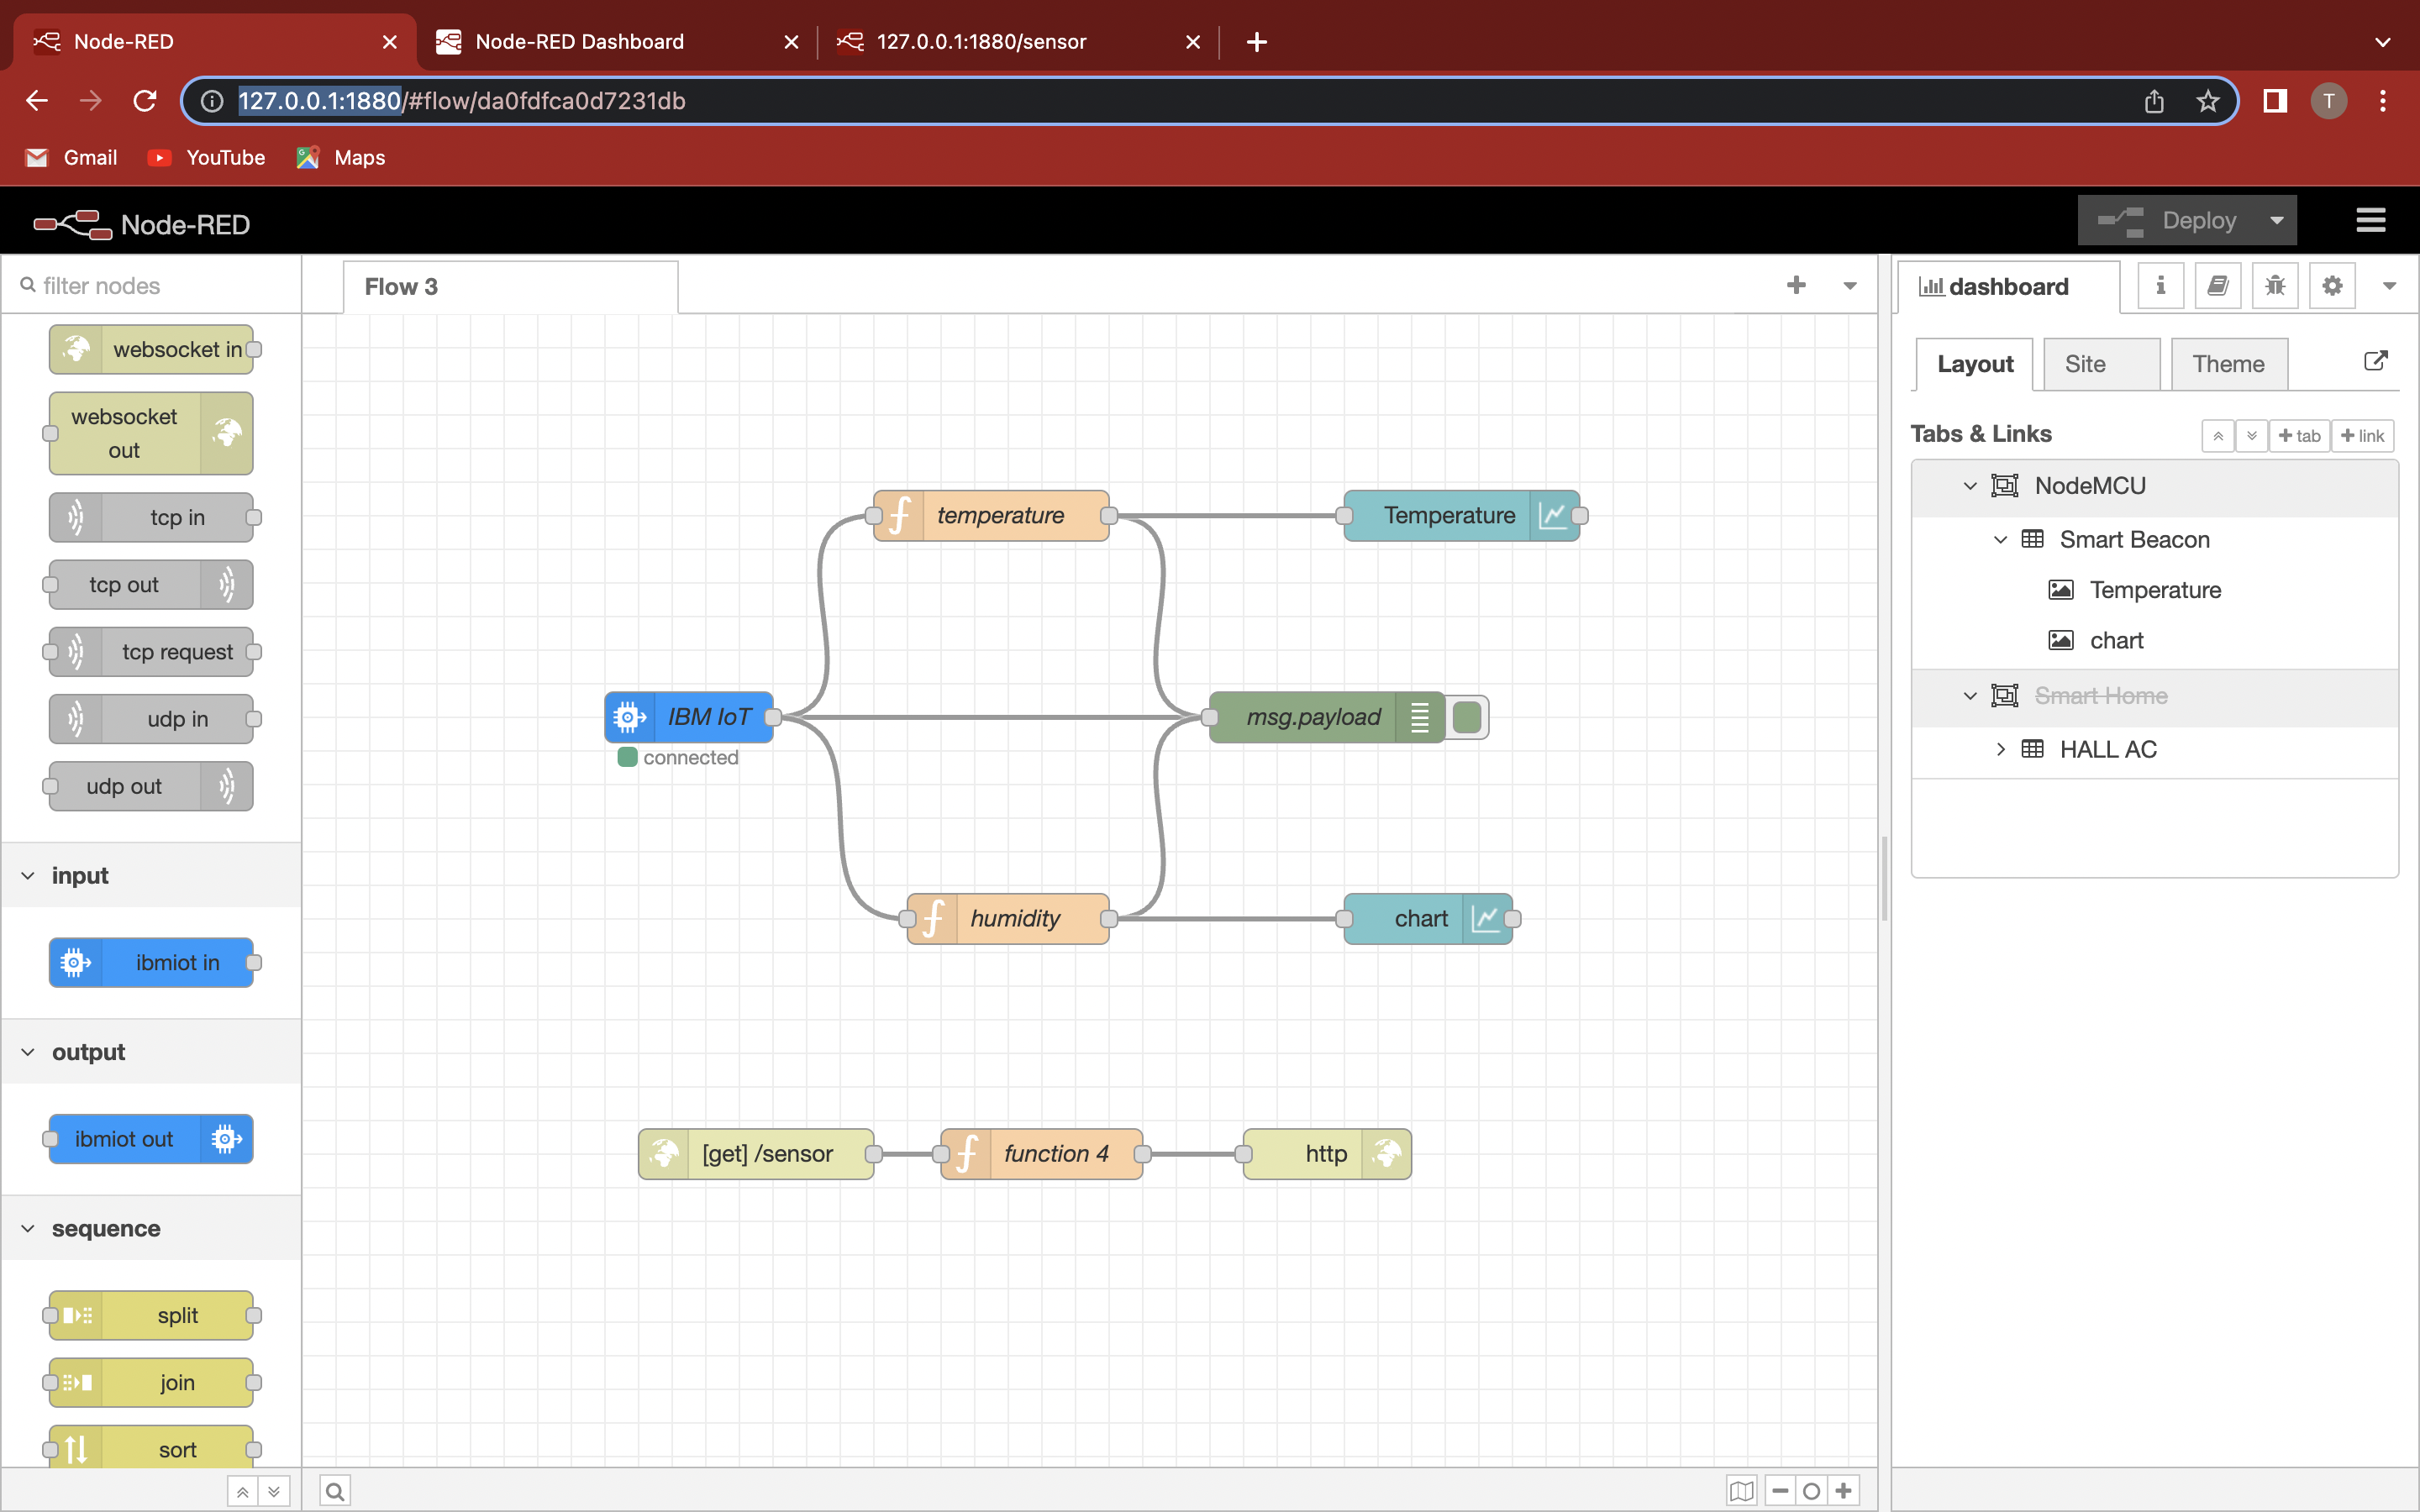 Node-RED
Node-RED Dashboard
127.0.0.1:1880/sensor
127.0.0.1:1880/#flow/da0fdfca0d7231db
T
Gmail
YouTube
Maps
Node-RED
Deploy
filter nodes
websocket in
websocket
out
tcp in
tcp out
tcp request
udp in
udp out
input
ibmiot in
output
ibmiot out
sequence
split
join
sort
Flow 3
temperature
Temperature
IBM IoT
connected
msg.payload
humidity
chart
[get] /sensor
function 4
http
dashboard
i
Layout
Site
Theme
Tabs & Links
tab
link
NodeMCU
Smart Beacon
Temperature
chart
Smart Home
HALL AC